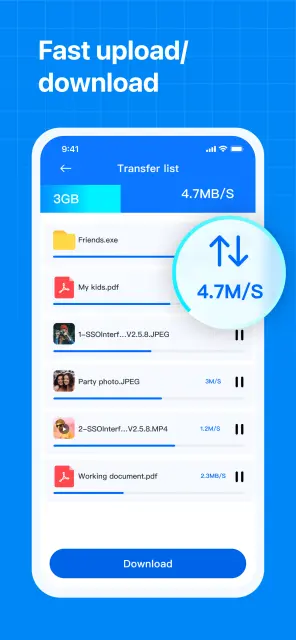 Fast upload/
download
9:41
Transfer list
3GB
4.7MB/S
Friends.exe
4.7M/S
My kids.pdf
1-SSOInterf...V2.5.8.JPEG
Party photo.JPEG
3M/S
2-SSOInterf...V2.5.8.MP4
1.2M/S
Working document.pdf
2.3MB/S
Download